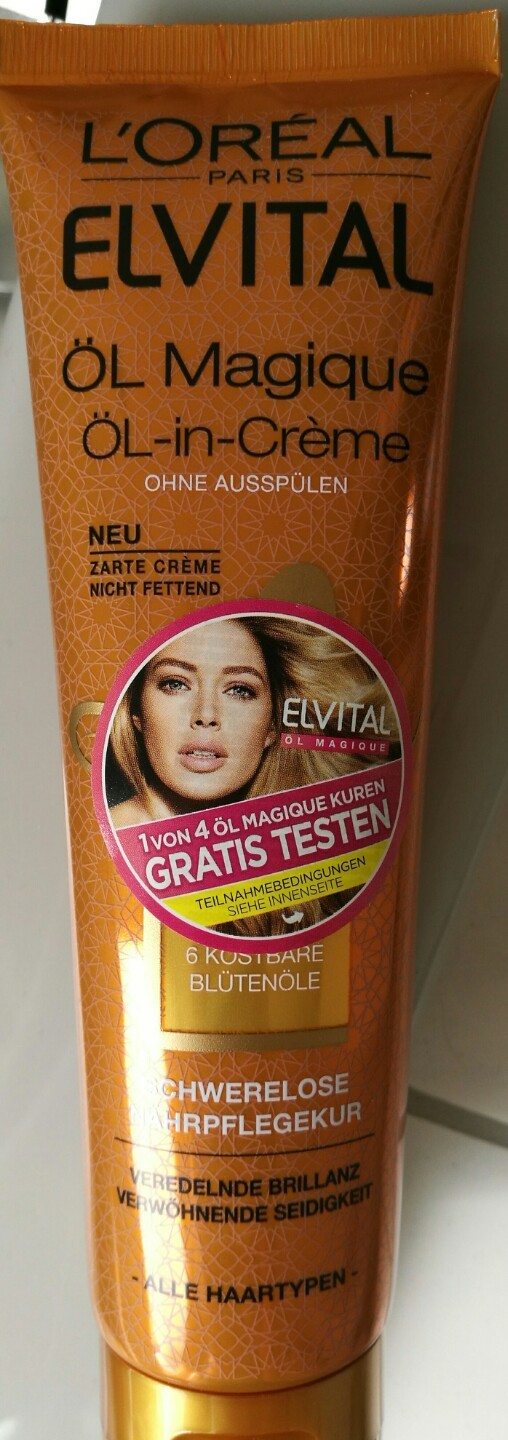 L'ORÉAL
PARIS
ELVITAL
ÖL Magique
ÖL-in-Crème
OHNE AUSSPÜLEN
NEU
ZARTE CRÈME
NICHT FETTEND
ELVITAL
ÖL MAGIQUE
1 VON 4 ÖL MAGIQUE KUREN
GRATIS TESTEN
TEILNAHMEBEDINGUNGEN
SIEHE INNENSEITE
6 KOSTBARE
BLÜTENÖLE
SCHWERELOSE
HAARPFLEGEKUR
VEREDELNDE BRILLANZ
VERWÖHNENDE SEIDIGKEIT
- ALLE HAARTYPEN -